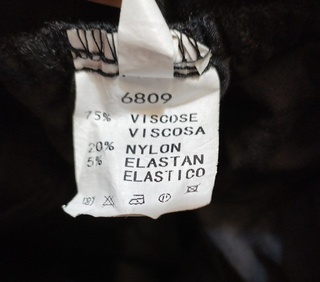 6809
75% VISCOSE
VISCOSA
20% NYLON
5% ELASTAN
ELASTICO